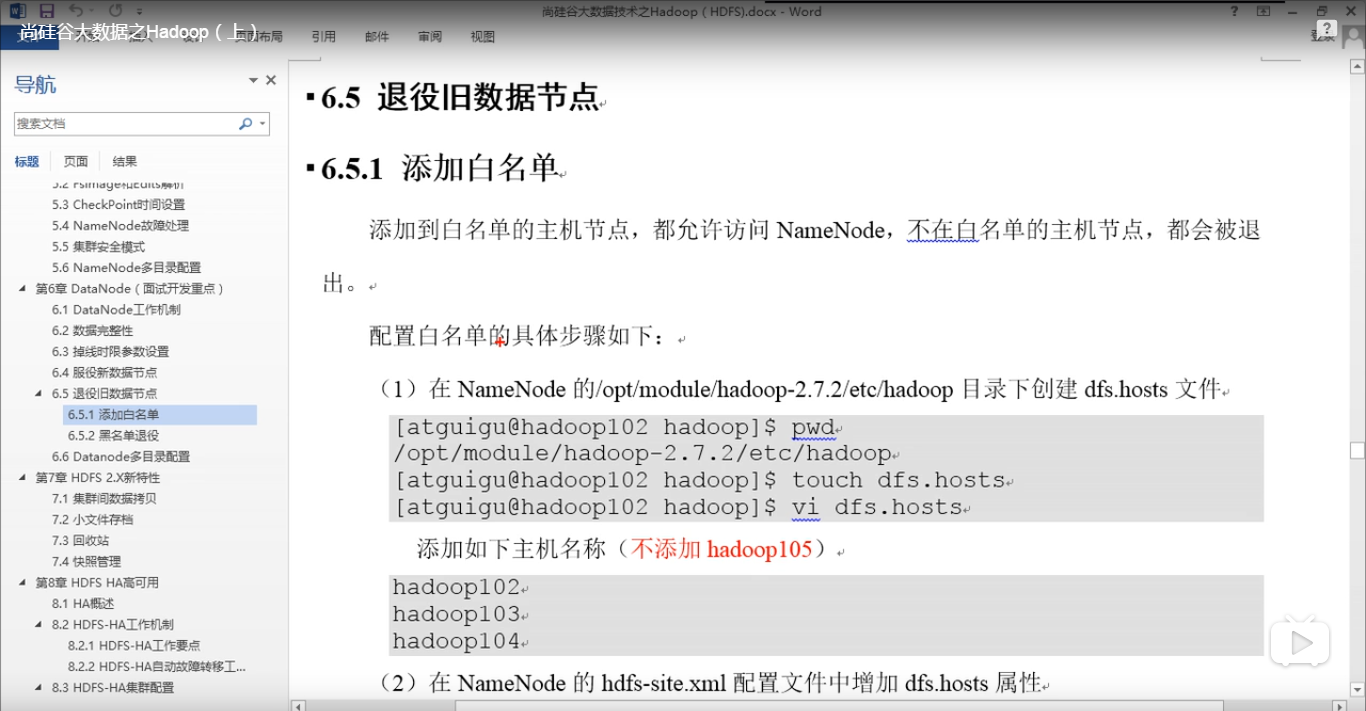 尚硅谷大数据技术之Hadoop（HDFS).docx - Word
尚硅谷大数据之Hadoop（上）
页面布局
引用
邮件
审阅
视图
登录
导航
搜索文档
标题 页面 结果
5.2 Fsimage和Edits解析
5.3 CheckPoint时间设置
5.4 NameNode故障处理
5.5 集群安全模式
5.6 NameNode多目录配置
第6章 DataNode（面试开发重点）
6.1 DataNode工作机制
6.2 数据完整性
6.3 掉线时限参数设置
6.4 服役新数据节点
6.5 退役旧数据节点
6.5.1 添加白名单
6.5.2 黑名单退役
6.6 Datanode多目录配置
第7章 HDFS 2.X新特性
7.1 集群间数据拷贝
7.2 小文件存档
7.3 回收站
7.4 快照管理
第8章 HDFS HA高可用
8.1 HA概述
8.2 HDFS-HA工作机制
8.2.1 HDFS-HA工作要点
8.2.2 HDFS-HA自动故障转移工...
8.3 HDFS-HA集群配置
6.5 退役旧数据节点
6.5.1 添加白名单
添加到白名单的主机节点，都允许访问 NameNode，不在白名单的主机节点，都会被退
出。
配置白名单的具体步骤如下：
（1）在 NameNode 的/opt/module/hadoop-2.7.2/etc/hadoop 目录下创建 dfs.hosts 文件
[atguigu@hadoop102 hadoop]$ pwd
/opt/module/hadoop-2.7.2/etc/hadoop
[atguigu@hadoop102 hadoop]$ touch dfs.hosts
[atguigu@hadoop102 hadoop]$ vi dfs.hosts
添加如下主机名称（不添加 hadoop105）
hadoop102
hadoop103
hadoop104
（2）在 NameNode 的 hdfs-site.xml 配置文件中增加 dfs.hosts 属性